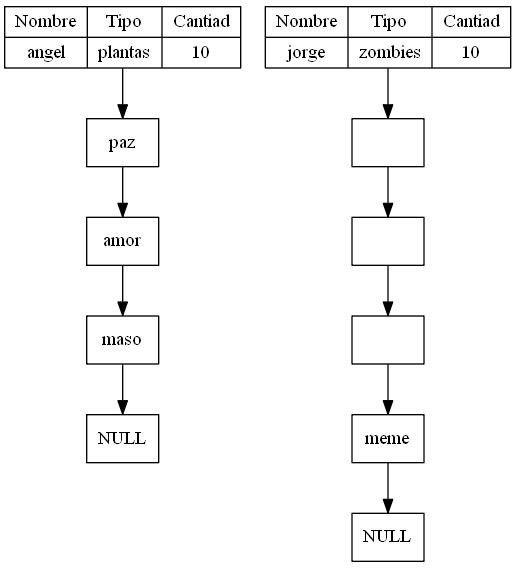 Nombre Tipo Cantiad
angel plantas 10
paz
amor
maso
NULL
Nombre Tipo Cantiad
jorge zombies 10
meme
NULL